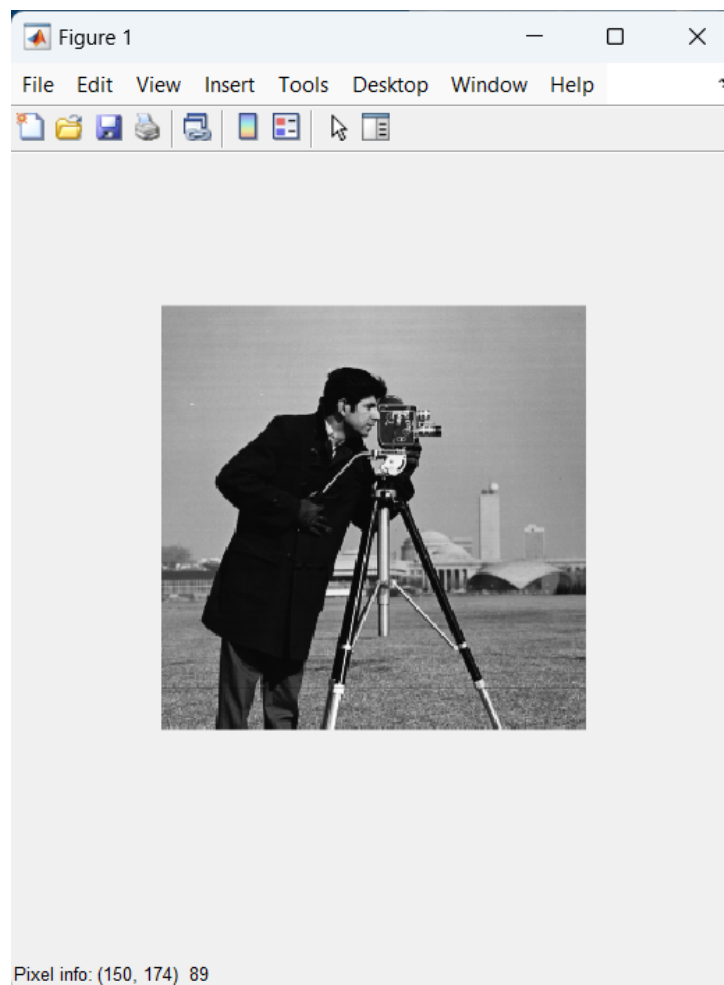 Figure 1
File Edit View Insert Tools Desktop Window Help
Pixel info: (150, 174) 89